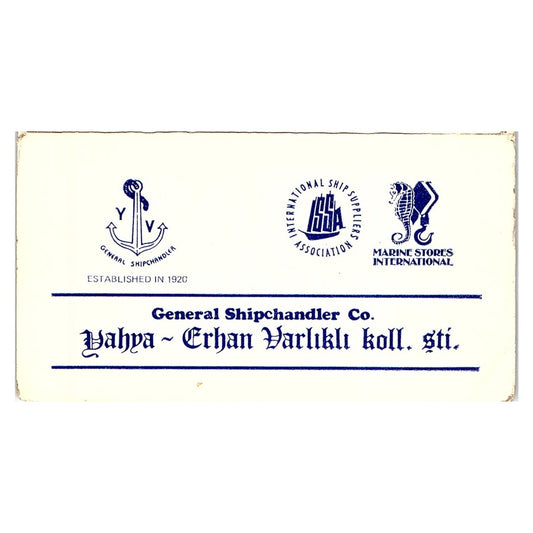 Y V
GENERAL SHIPCHANDLER
ESTABLISHED IN 1920
INTERNATIONAL SHIP SUPPLIERS ASSOCIATION
ISSA
MARINE STORES
INTERNATIONAL
General Shipchandler Co.
Yahya ~ Erhan Varlıklı koll. şti.